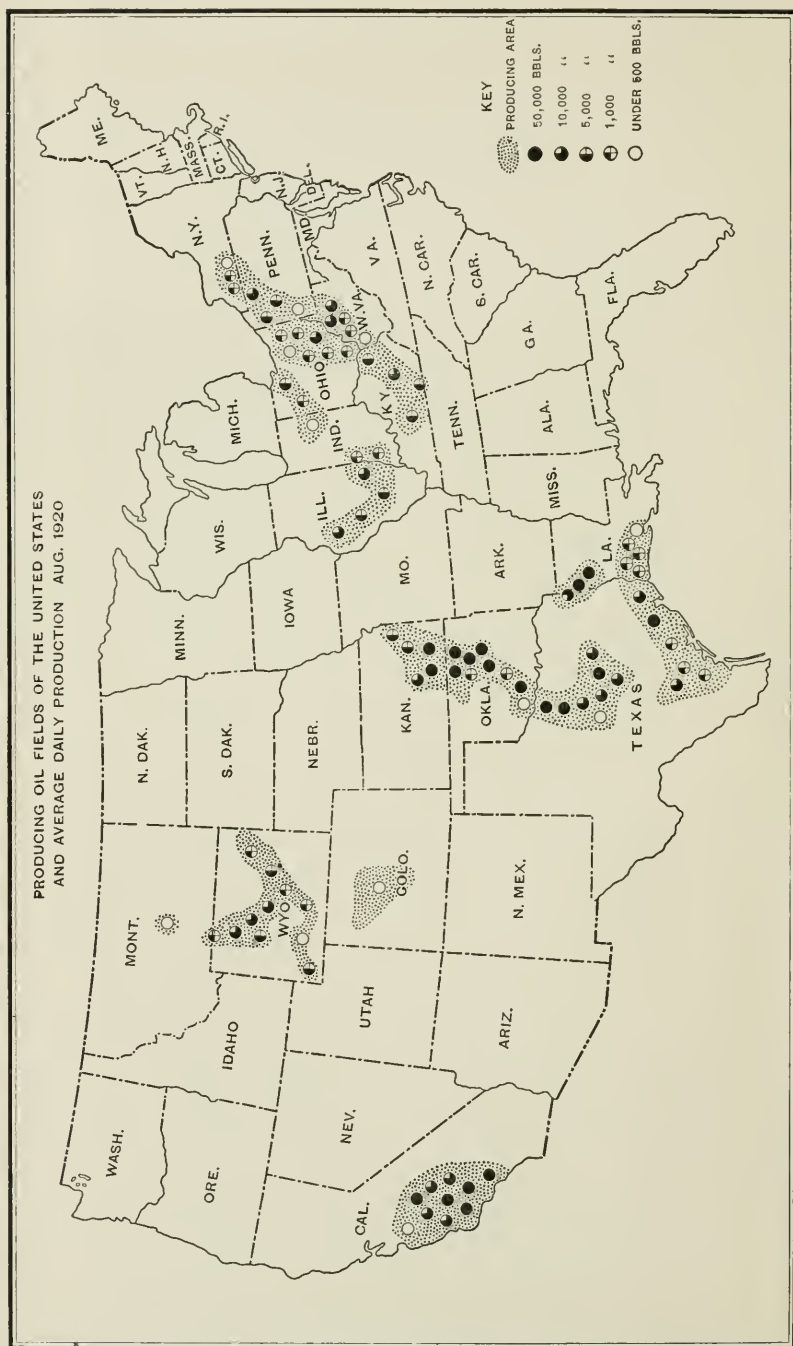 PRODUCING OIL FIELDS OF THE UNITED STATES
AND AVERAGE DAILY PRODUCTION AUG. 1920
WASH.
ORE.
CAL.
NEV.
IDAHO
MONT.
WYO.
UTAH
ARIZ.
COLO.
N. MEX.
N. DAK.
S. DAK.
NEBR.
KAN.
OKLA.
TEXAS
MINN.
IOWA
MO.
ARK.
LA.
WIS.
ILL.
MICH.
IND.
OHIO
KY.
TENN.
MISS.
ALA.
GA.
FLA.
S. CAR.
N. CAR.
VA.
W.VA.
MD.
DEL.
N.J.
PENN.
N.Y.
VT.
N.H.
MASS.
CT.
R.I.
ME.
KEY
PRODUCING AREA
50,000 BBLS.
10,000 "
5,000 "
1,000 "
UNDER 500 BBLS.